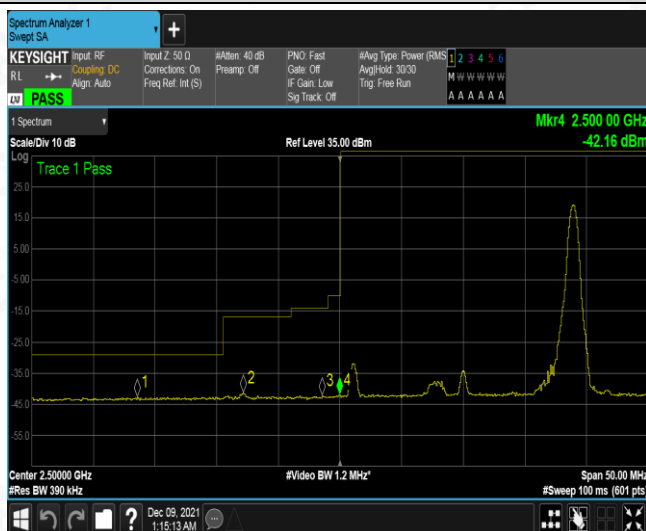 Spectrum Analyzer 1
Swept SA
+
KEYSIGHT
RL
LXI PASS
Input: RF
Coupling: DC
Align: Auto
Input Z: 50 Ω
Corrections: On
Freq Ref: Int (S)
#Atten: 40 dB
Preamp: Off
PNO: Fast
Gate: Off
IF Gain: Low
Sig Track: Off
#Avg Type: Power (RMS
Avg|Hold: 30/30
Trig: Free Run
1 2 3 4 5 6
M W W W W W
A A A A A A
1 Spectrum
Mkr4 2.500 00 GHz
Scale/Div 10 dB
Ref Level 35.00 dBm
-42.16 dBm
Log
Trace 1 Pass
25.0
15.0
5.00
-5.00
-15.0
-25.0
-35.0
-45.0
-55.0
1
2
3
4
Center 2.50000 GHz
#Video BW 1.2 MHz*
Span 50.00 MHz
#Res BW 390 kHz
#Sweep 100 ms (601 pts)
?
Dec 09, 2021
1:15:13 AM